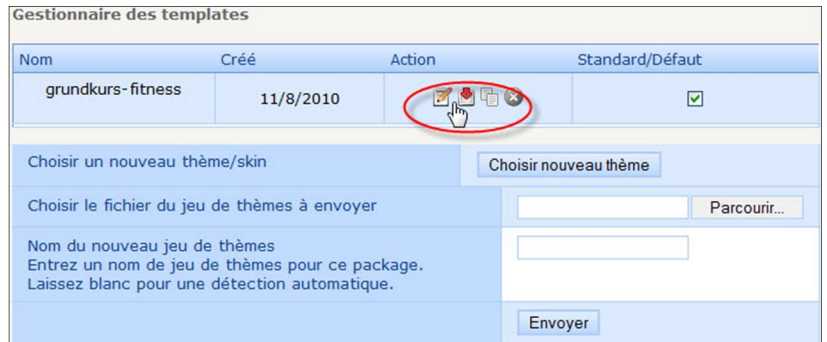 Gestionnaire des templates
Nom Créé Action Standard/Défaut
grundkurs-fitness 11/8/2010
Choisir un nouveau thème/skin Choisir nouveau thème
Choisir le fichier du jeu de thèmes à envoyer Parcourir...
Nom du nouveau jeu de thèmes
Entrez un nom de jeu de thèmes pour ce package.
Laissez blanc pour une détection automatique.
Envoyer